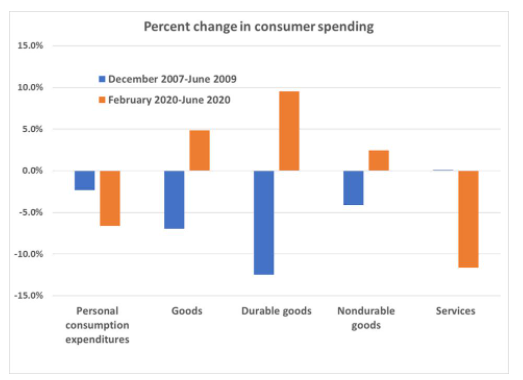 Percent change in consumer spending
15.0%
December 2007-June 2009
10.0%
February 2020-June 2020
5.0%
0.0%
-5.0%
-10.0%
-15.0%
Personal
consumption
expenditures
Goods
Durable goods
Nondurable
goods
Services